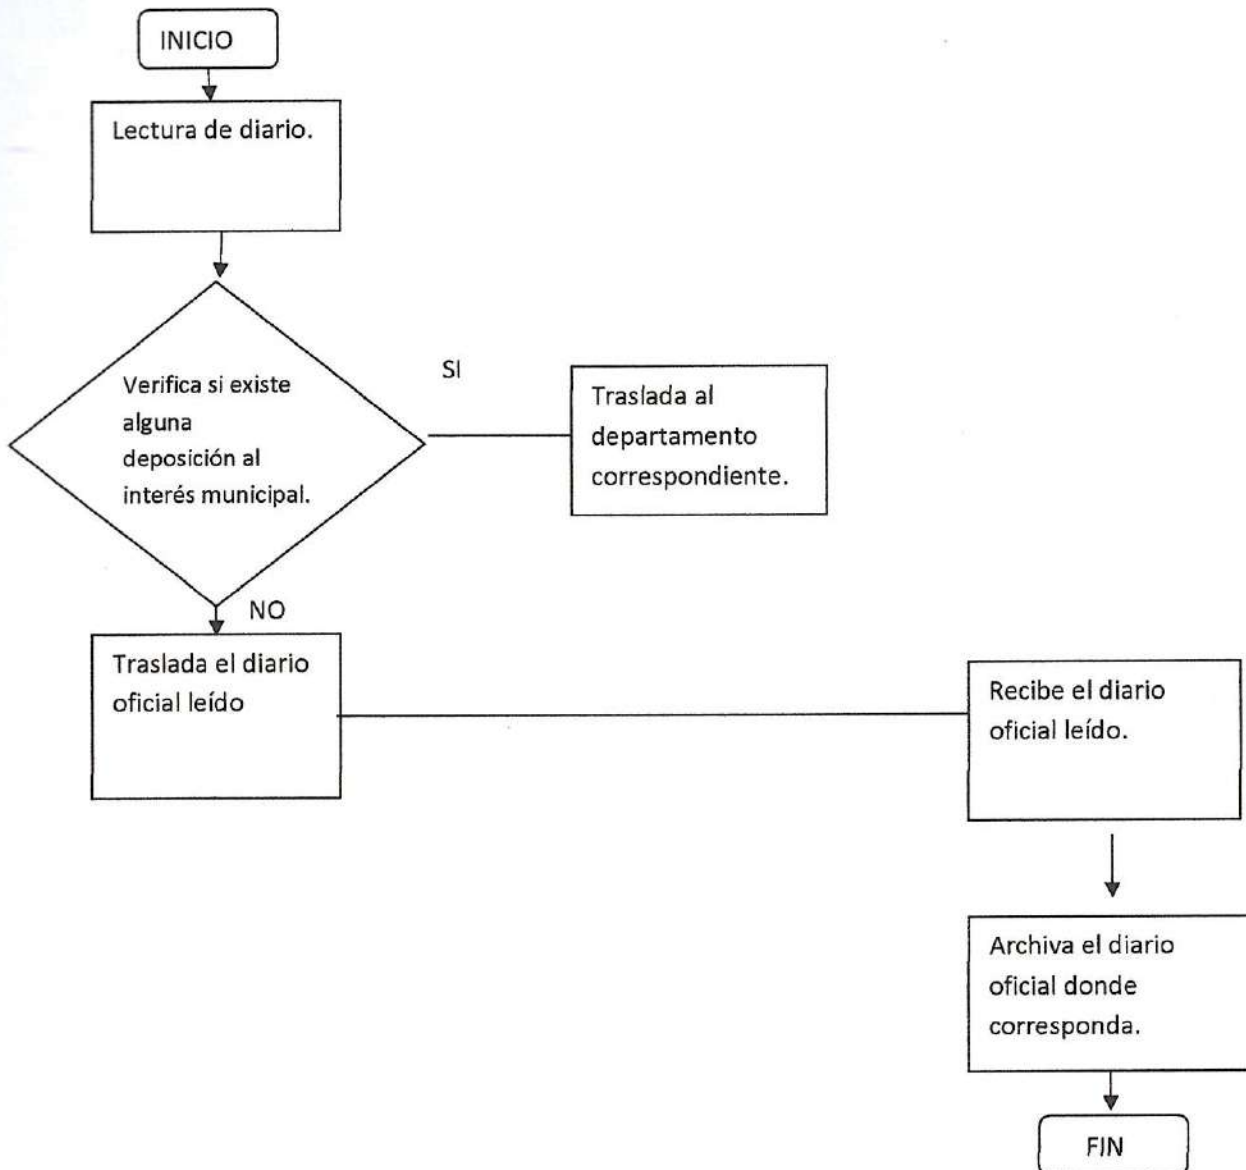 INICIO
Lectura de diario.
Verifica si existe
alguna
deposición al
interés municipal.
SI
Traslada al
departamento
correspondiente.
NO
Traslada el diario
oficial leído
Recibe el diario
oficial leído.
Archiva el diario
oficial donde
corresponda.
FIN